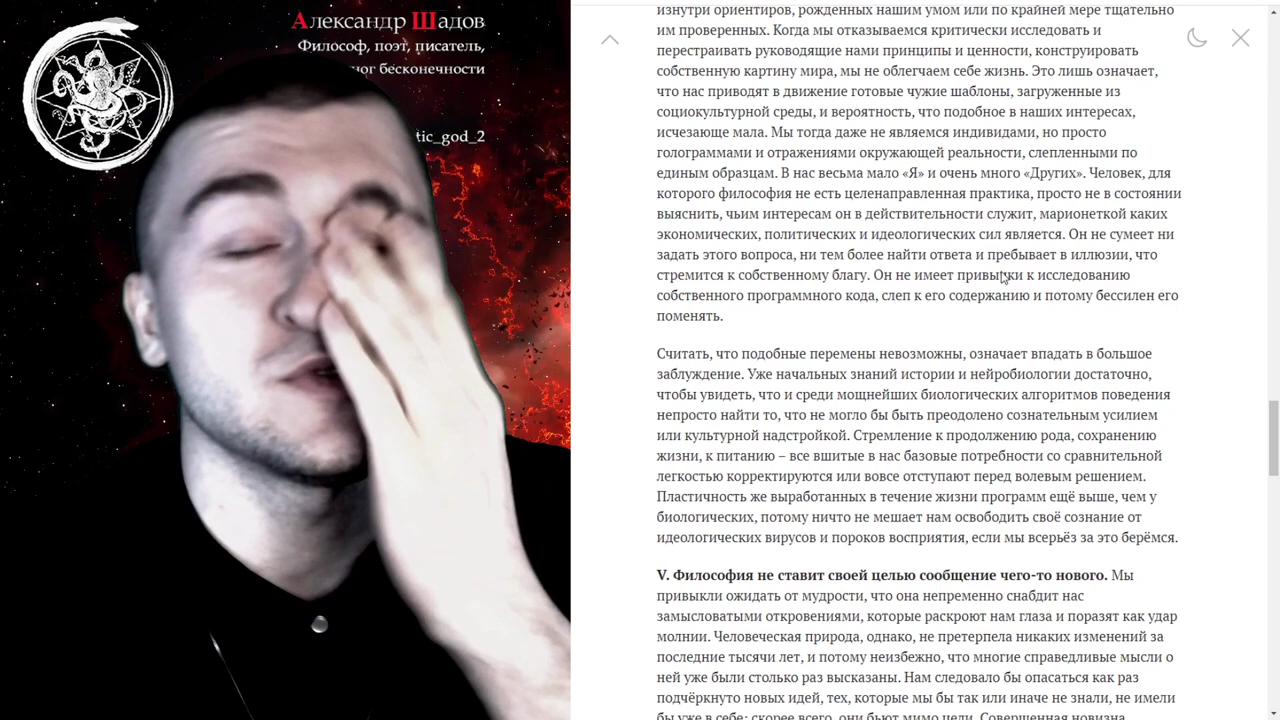 Александр Шадов
Философ, поэт, писатель,
бесконечности
tic_god_2
изнутри ориентиров, рожденных нашим умом или по крайней мере тщательно
им проверенных. Когда мы отказываемся критически исследовать и
перестраивать руководящие нами принципы и ценности, конструировать
собственную картину мира, мы не облегчаем себе жизнь. Это лишь означает,
что нас приводят в движение готовые чужие шаблоны, загруженные из
социокультурной среды, и вероятность, что подобное в наших интересах,
исчезающе мала. Мы тогда даже не являемся индивидами, но просто
голограммами и отражениями окружающей реальности, слепленными по
единым образцам. В нас весьма мало «Я» и очень много «Других». Человек, для
которого философия не есть целенаправленная практика, просто не в состоянии
выяснить, чьим интересам он в действительности служит, марионеткой каких
экономических, политических и идеологических сил является. Он не сумеет ни
задать этого вопроса, ни тем более найти ответа и пребывает в иллюзии, что
стремится к собственному благу. Он не имеет привычки к исследованию
собственного программного кода, слеп к его содержанию и потому бессилен его
поменять.
Считать, что подобные перемены невозможны, означает впадать в большое
заблуждение. Уже начальных знаний истории и нейробиологии достаточно,
чтобы увидеть, что и среди мощнейших биологических алгоритмов поведения
непросто найти то, что не могло бы быть преодолено сознательным усилием
или культурной надстройкой. Стремление к продолжению рода, сохранению
жизни, к питанию – все вшитые в нас базовые потребности со сравнительной
легкостью корректируются или вовсе отступают перед волевым решением.
Пластичность же выработанных в течение жизни программ ещё выше, чем у
биологических, потому ничто не мешает нам освободить своё сознание от
идеологических вирусов и пороков восприятия, если мы всерьёз за это берёмся.
V. Философия не ставит своей целью сообщение чего-то нового. Мы
привыкли ожидать от мудрости, что она непременно снабдит нас
замысловатыми откровениями, которые раскроют нам глаза и поразят как удар
молнии. Человеческая природа, однако, не претерпела никаких изменений за
последние тысячи лет, и потому неизбежно, что многие справедливые мысли о
ней уже были столько раз высказаны. Нам следовало бы опасаться как раз
подчёркнуто новых идей, тех, которые мы бы так или иначе не знали, не имели
бы уже в себе: скорее всего, они бьют мимо цели. Совершенная новизна